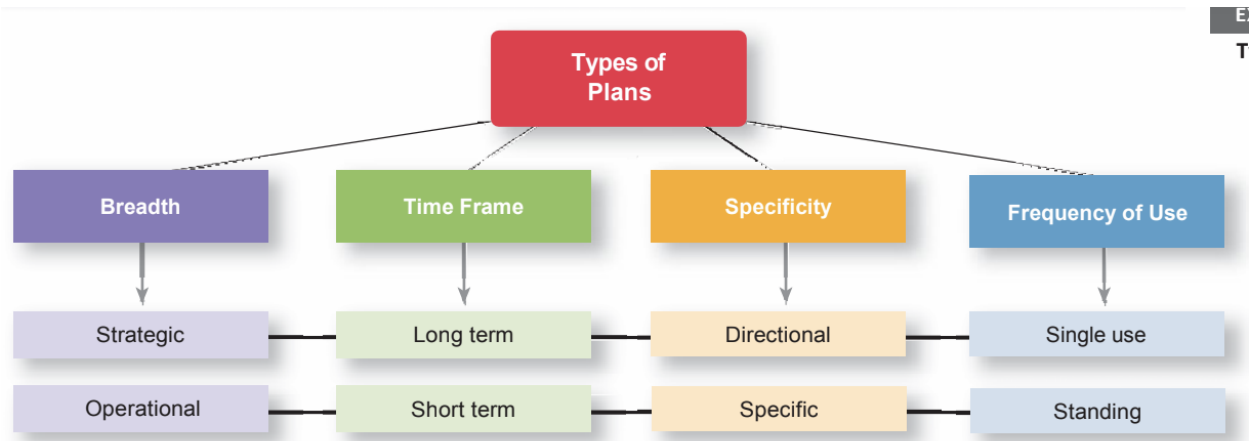 Types of
Plans
Breadth
Time Frame
Specificity
Frequency of Use
Strategic
Long term
Directional
Single use
Operational
Short term
Specific
Standing